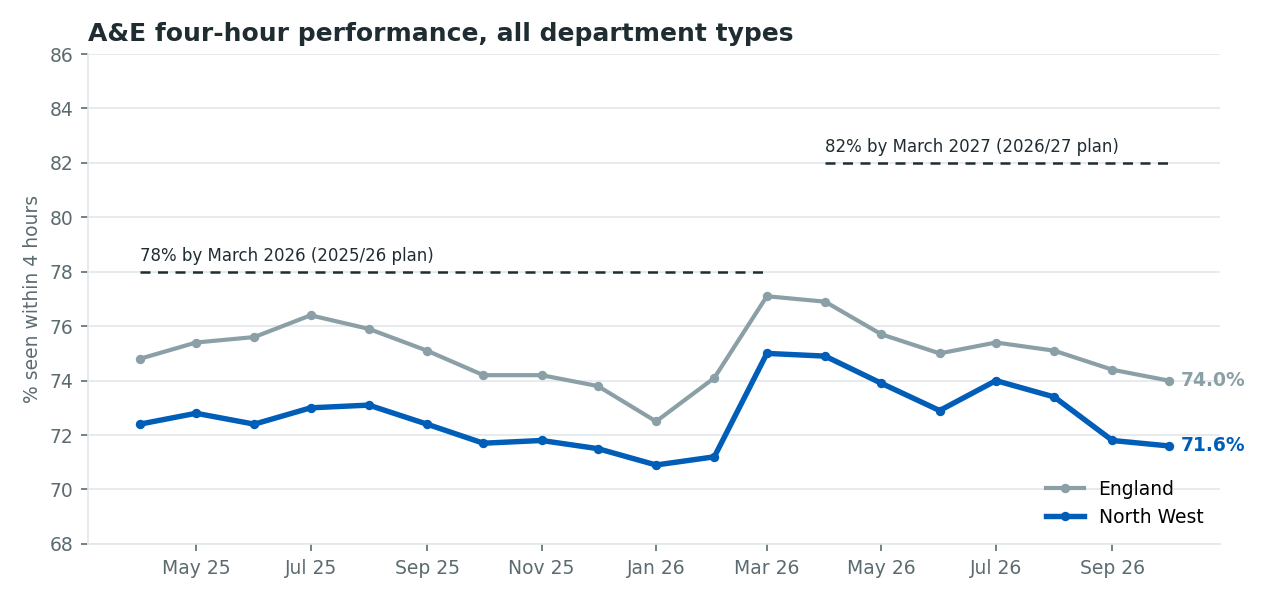 A&E four-hour performance, all department types
% seen within 4 hours
86
84
82
80
78
76
74
72
70
68
82% by March 2027 (2026/27 plan)
78% by March 2026 (2025/26 plan)
74.0%
71.6%
England
North West
May 25
Jul 25
Sep 25
Nov 25
Jan 26
Mar 26
May 26
Jul 26
Sep 26